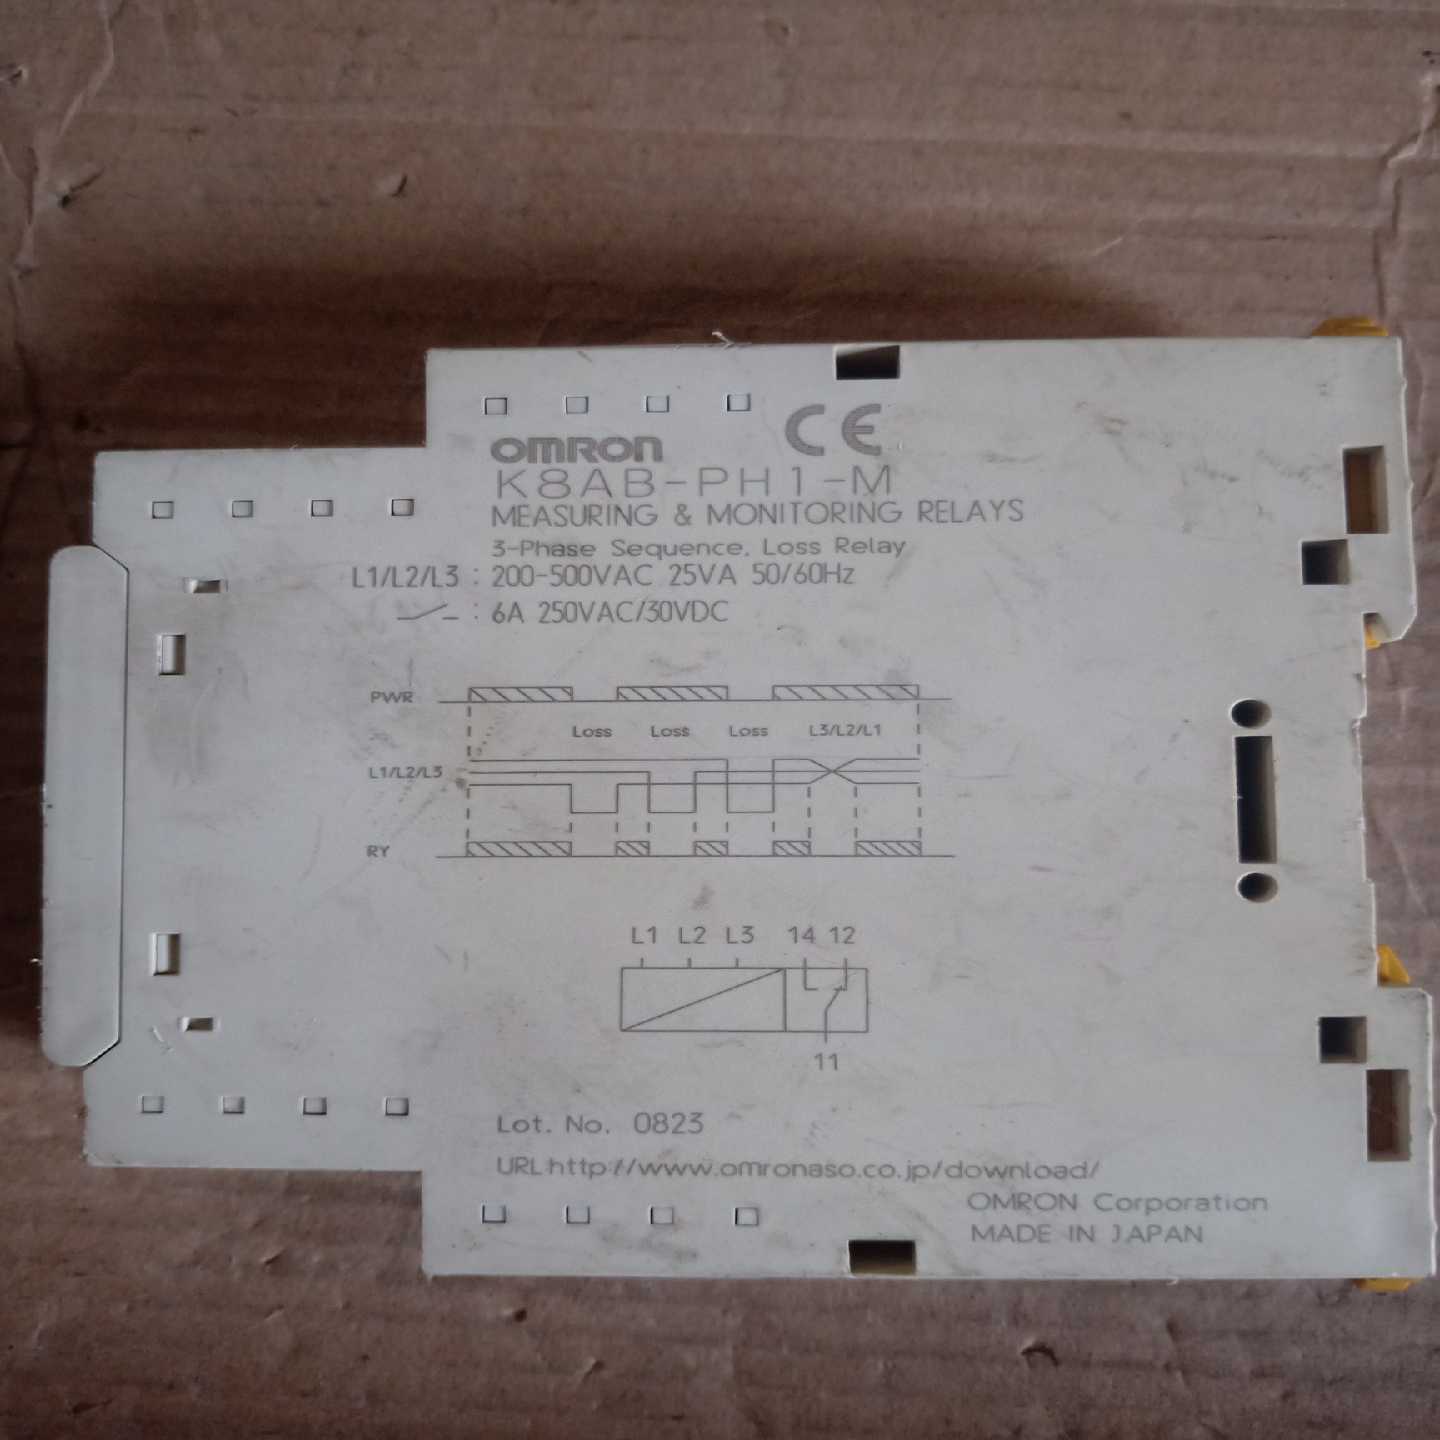 CE
OMRON
K8AB-PH1-M
MEASURING & MONITORING RELAYS
3-Phase Sequence, Loss Relay
L1/L2/L3 : 200-500VAC 25VA 50/60Hz
: 6A 250VAC/30VDC
PWR
Loss Loss Loss L3/L2/L1
L1/L2/L3
RY
L1 L2 L3 14 12
11
Lot. No. 0823
URL:http://www.omronaso.co.jp/download/
OMRON Corporation
MADE IN JAPAN